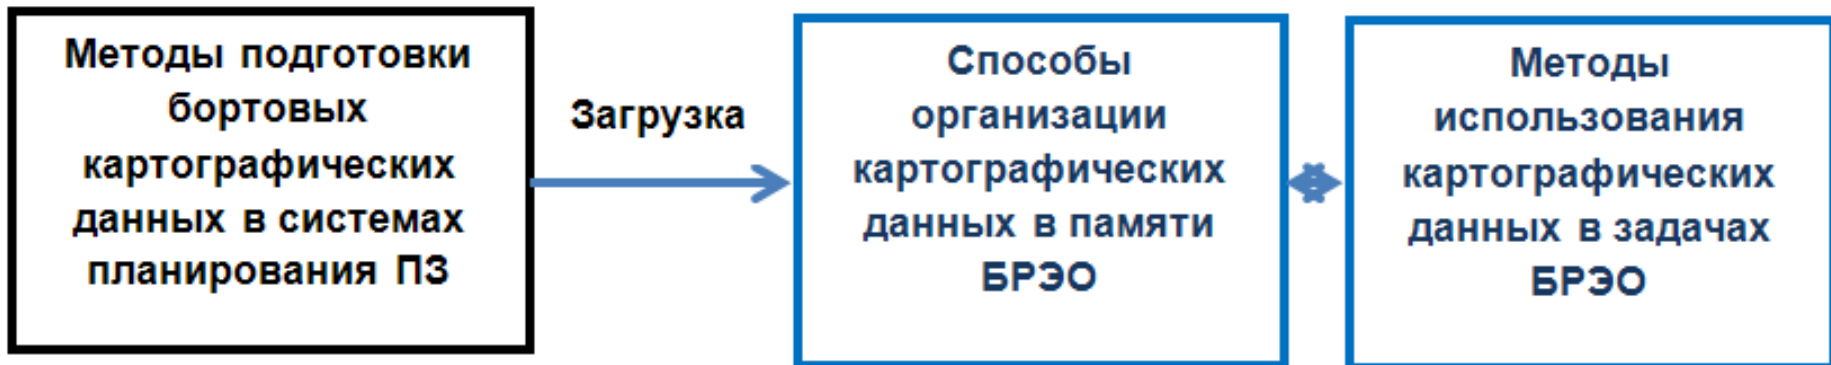 Методы подготовки
бортовых
картографических
данных в системах
планирования ПЗ
Загрузка
Способы
организации
картографических
данных в памяти
БРЭО
Методы
использования
картографических
данных в задачах
БРЭО